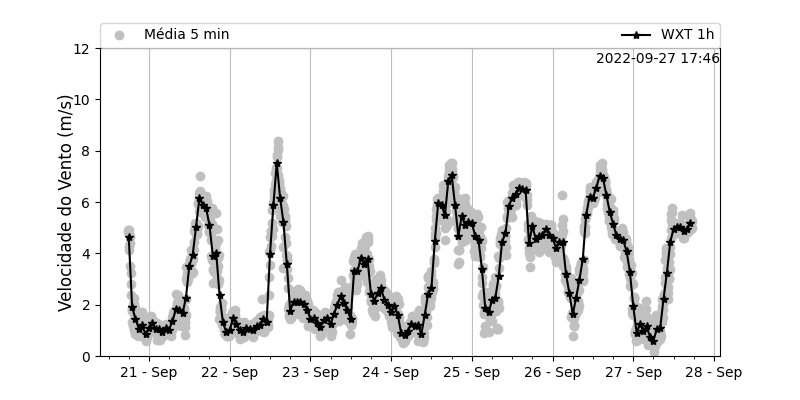 Média 5 min
WXT 1h
2022-09-27 17:46
Velocidade do Vento (m/s)
12
10
8
6
4
2
0
21 - Sep
22 - Sep
23 - Sep
24 - Sep
25 - Sep
26 - Sep
27 - Sep
28 - Sep